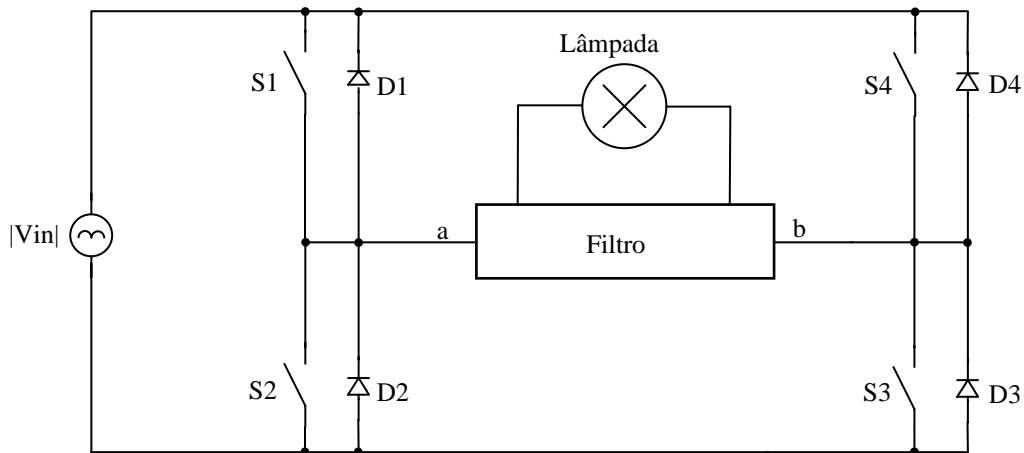 Lâmpada
S1
D1
S4
D4
|Vin|
a
Filtro
b
S2
D2
S3
D3